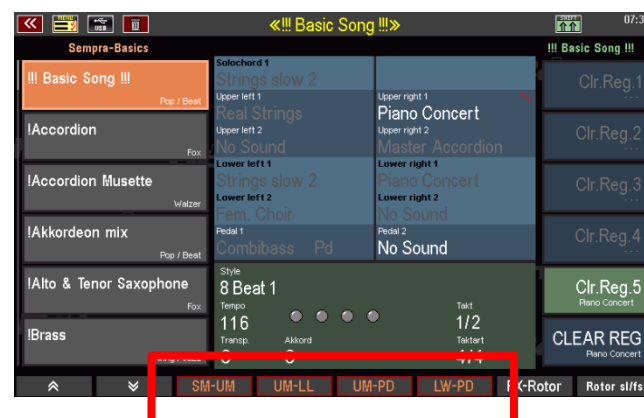 MENU
USB
SHIFT
07:3
«!!! Basic Song !!!»
Sempra-Basics
!!! Basic Song !!!
!!! Basic Song !!!
Pop / Beat
!Accordion
Fox
!Accordion Musette
Walzer
!Akkordeon mix
Pop / Beat
!Alto & Tenor Saxophone
Fox
!Brass
Solochord 1
Strings slow 2
Upper left 1
Real Strings
Upper right 1
Piano Concert
Upper left 2
No Sound
Upper right 2
Master Accordion
Lower left 1
Strings slow 2
Lower right 1
Piano Concert
Lower left 2
Fem. Choir
Lower right 2
No Sound
Pedal 1
Combibass Pd
Pedal 2
No Sound
Style
8 Beat 1
Tempo
116
Takt
1/2
Transp.
Akkord
Taktart
4/4
Clr.Reg.1
Clr.Reg.2
Clr.Reg.3
Clr.Reg.4
Clr.Reg.5
Piano Concert
CLEAR REG
Piano Concert
SM-UM
UM-LL
UM-PD
LW-PD
Rotor sl/fs